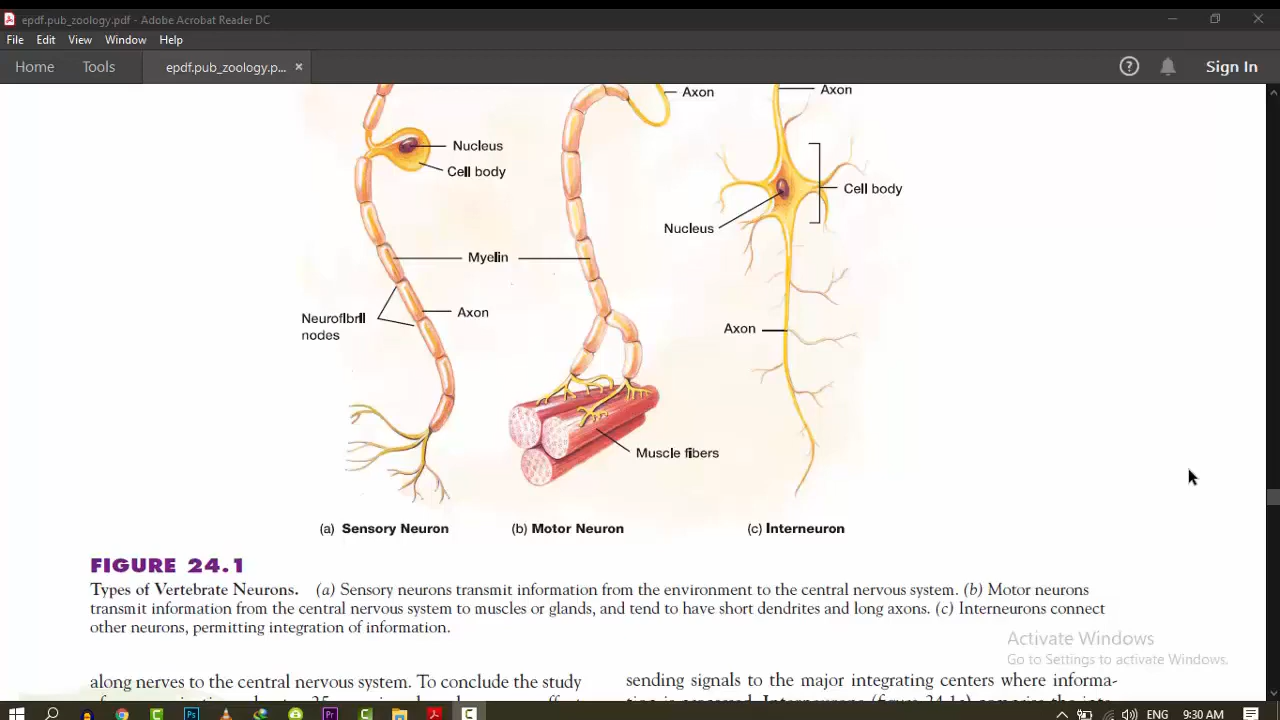 epdf.pub_zoology.pdf - Adobe Acrobat Reader DC
File Edit View Window Help
Home Tools epdf.pub_zoology.p... × Sign In
Axon
Axon
Nucleus
Cell body
Cell body
Nucleus
Myelin
Neurofibril
nodes
Axon
Axon
Muscle fibers
(a) Sensory Neuron (b) Motor Neuron (c) Interneuron
FIGURE 24.1
Types of Vertebrate Neurons. (a) Sensory neurons transmit information from the environment to the central nervous system. (b) Motor neurons
transmit information from the central nervous system to muscles or glands, and tend to have short dendrites and long axons. (c) Interneurons connect
other neurons, permitting integration of information.
Activate Windows
Go to Settings to activate Windows.
along nerves to the central nervous system. To conclude the study
sending signals to the major integrating centers where informa-
ENG 9:30 AM